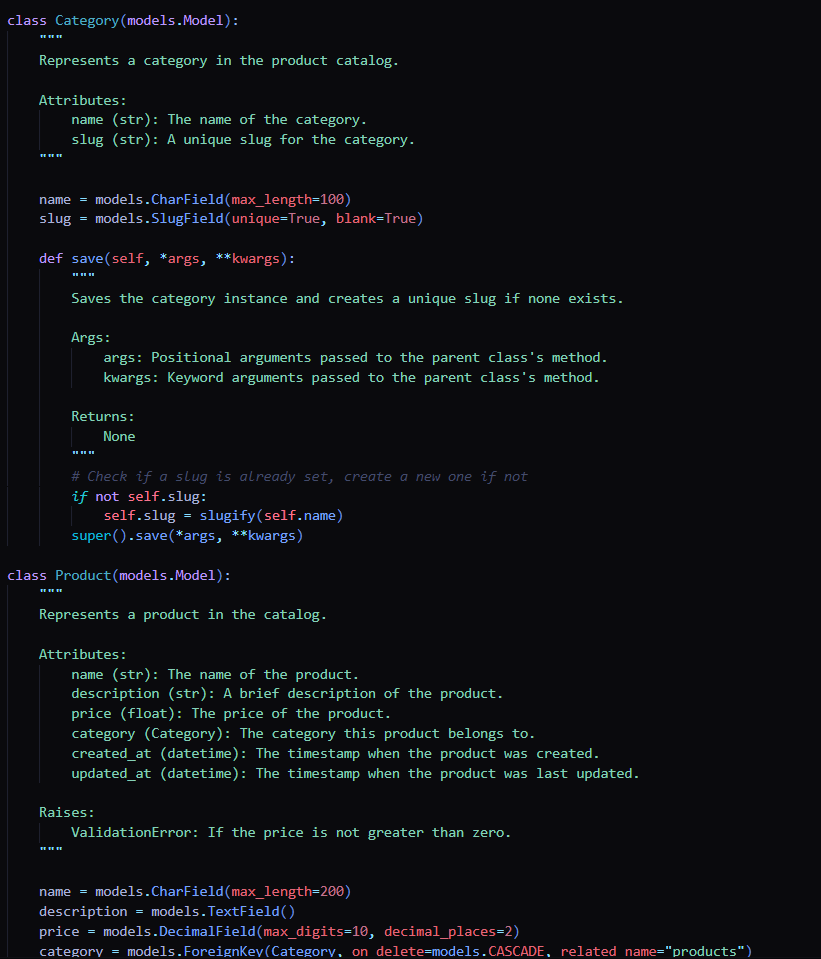 class Category(models.Model):
    """
    Represents a category in the product catalog.

    Attributes:
        name (str): The name of the category.
        slug (str): A unique slug for the category.
    """

    name = models.CharField(max_length=100)
    slug = models.SlugField(unique=True, blank=True)

    def save(self, *args, **kwargs):
        """
        Saves the category instance and creates a unique slug if none exists.

        Args:
            args: Positional arguments passed to the parent class's method.
            kwargs: Keyword arguments passed to the parent class's method.

        Returns:
            None
        """
        # Check if a slug is already set, create a new one if not
        if not self.slug:
            self.slug = slugify(self.name)
        super().save(*args, **kwargs)

class Product(models.Model):
    """
    Represents a product in the catalog.

    Attributes:
        name (str): The name of the product.
        description (str): A brief description of the product.
        price (float): The price of the product.
        category (Category): The category this product belongs to.
        created_at (datetime): The timestamp when the product was created.
        updated_at (datetime): The timestamp when the product was last updated.

    Raises:
        ValidationError: If the price is not greater than zero.
    """

    name = models.CharField(max_length=200)
    description = models.TextField()
    price = models.DecimalField(max_digits=10, decimal_places=2)
    category = models.ForeignKey(Category, on_delete=models.CASCADE, related_name="products")